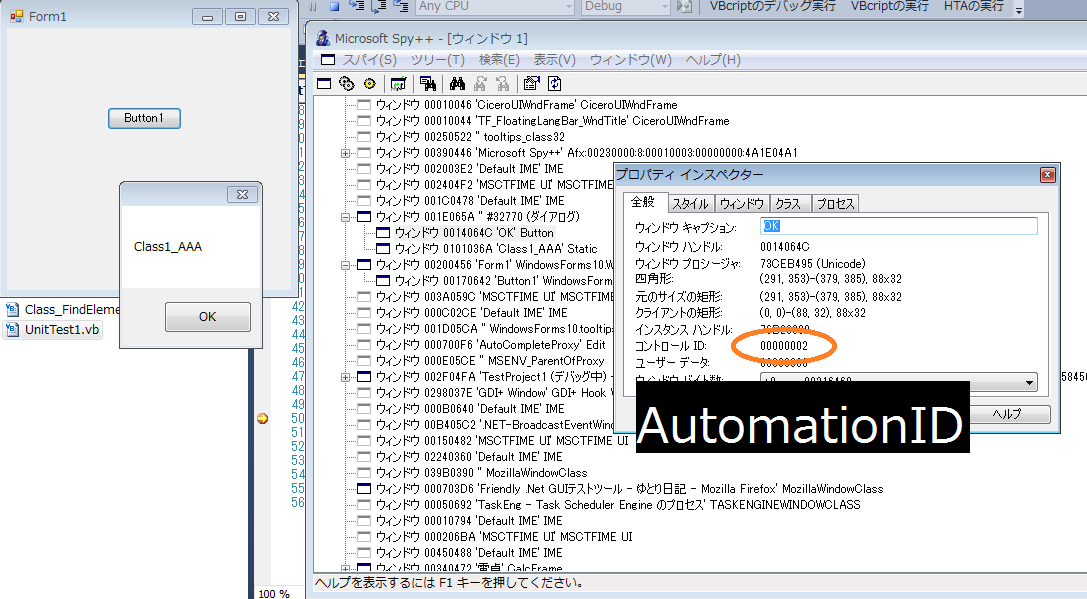 Form1
Button1
Class1_AAA
OK
Class_FindEleme
UnitTest1.vb
Any CPU
Debug
VBcriptのデバッグ実行
VBcriptの実行
HTAの実行
Microsoft Spy++ - [ウィンドウ 1]
スパイ(S) ツリー(T) 検索(E) 表示(V) ウィンドウ(W) ヘルプ(H)
ウィンドウ 00010046 'CiceroUIWndFrame' CiceroUIWndFrame
ウィンドウ 00010044 'TF_FloatingLangBar_WndTitle' CiceroUIWndFrame
ウィンドウ 00250522 '' tooltips_class32
ウィンドウ 00390446 'Microsoft Spy++' Afx:00230000:8:00010003:00000000:4A1E04A1
ウィンドウ 002003E2 'Default IME' IME
ウィンドウ 002404F2 'MSCTFIME UI' MSCTFIME
ウィンドウ 001C0478 'Default IME' IME
ウィンドウ 001E065A '' #32770 (ダイアログ)
ウィンドウ 0014064C 'OK' Button
ウィンドウ 0101036A 'Class1_AAA' Static
ウィンドウ 00200456 'Form1' WindowsForms10.W
ウィンドウ 00170642 'Button1' WindowsForm
ウィンドウ 003A059C 'MSCTFIME UI' MSCTFIME
ウィンドウ 000C02CE 'Default IME' IME
ウィンドウ 001D05CA '' WindowsForms10.tooltip
ウィンドウ 000700F6 'AutoCompleteProxy' Edit
ウィンドウ 000E05CE '' MSENV_ParentOfProxy
ウィンドウ 002F04FA 'TestProject1 (デバッグ中) -
ウィンドウ 0298037E 'GDI+ Window' GDI+ Hook
ウィンドウ 000B0640 'Default IME' IME
ウィンドウ 00B405C2 '.NET-BroadcastEventWind
ウィンドウ 00150482 'MSCTFIME UI' MSCTFIME UI
ウィンドウ 02240360 'Default IME' IME
ウィンドウ 039B0390 '' MozillaWindowClass
ウィンドウ 000703D6 'Friendly .Net GUIテストツール - ゆとり日記 - Mozilla Firefox' MozillaWindowClass
ウィンドウ 00050692 'TaskEng - Task Scheduler Engine のプロセス' TASKENGINEWINDOWCLASS
ウィンドウ 00010794 'Default IME' IME
ウィンドウ 000206BA 'MSCTFIME UI' MSCTFIME UI
ウィンドウ 00450488 'Default IME' IME
ウィンドウ 00340472 '電卓' CalcFrame
ヘルプを表示するには F1 キーを押してください。
プロパティ インスペクター
全般 スタイル ウィンドウ クラス プロセス
ウィンドウ キャプション: OK
ウィンドウ ハンドル: 0014064C
ウィンドウ プロシージャ: 73CEB495 (Unicode)
四角形: (291, 353)-(379, 385), 88x32
元のサイズの矩形: (291, 353)-(379, 385), 88x32
クライアントの矩形: (0, 0)-(88, 32), 88x32
インスタンス ハンドル:
コントロール ID: 00000002
ユーザー データ: 00000000
ウィンドウ バイト数:
ヘルプ
AutomationID
42
43
44
45
46
47
48
49
50
51
52
53
54
55
56
100 %